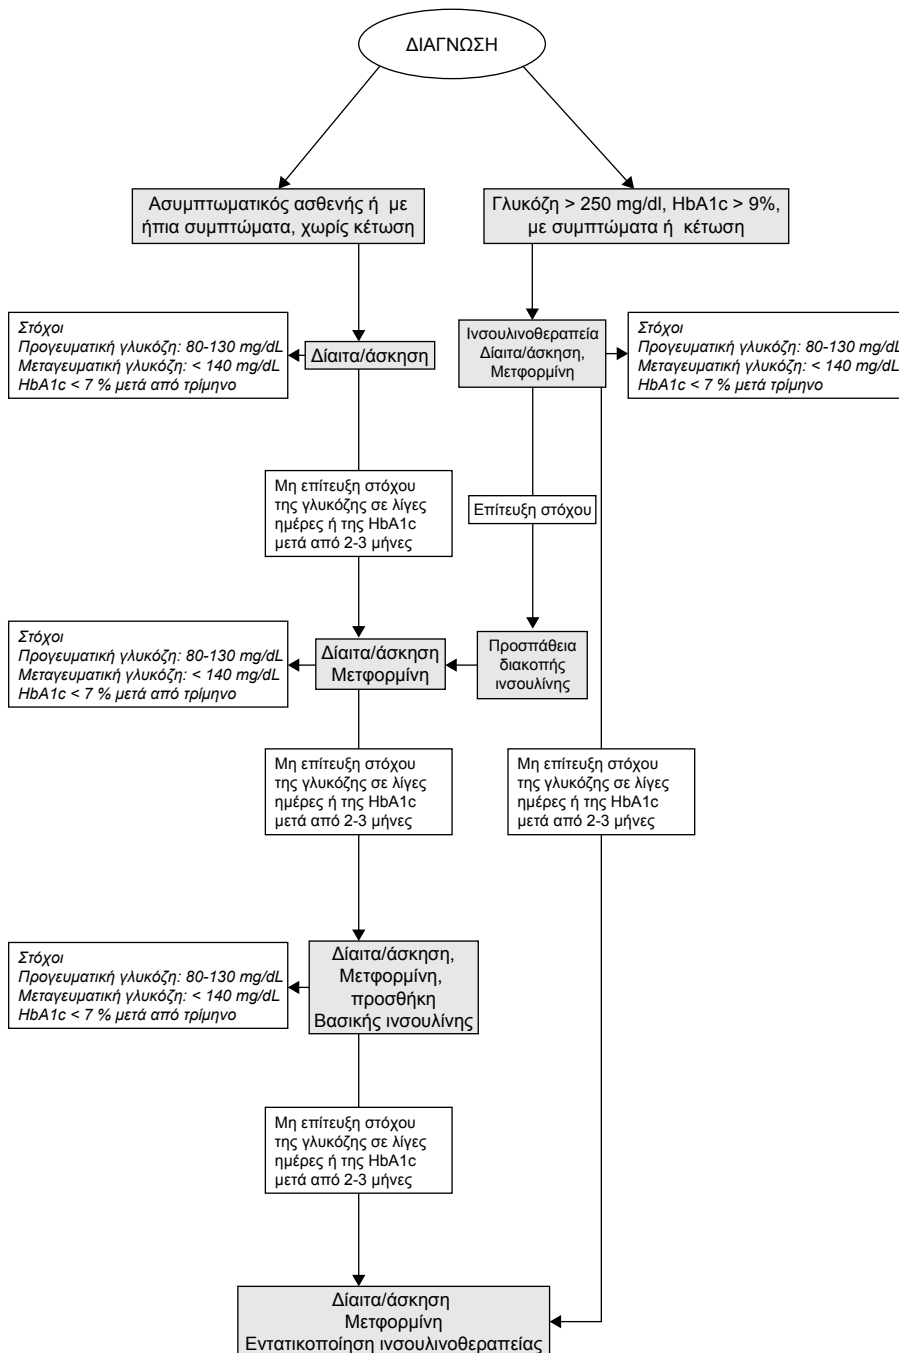 ΔΙΑΓΝΩΣΗ
Ασυμπτωματικός ασθενής ή με
ήπια συμπτώματα, χωρίς κέτωση
Γλυκόζη > 250 mg/dl, HbA1c > 9%,
με συμπτώματα ή κέτωση
Στόχοι
Προγευματική γλυκόζη: 80-130 mg/dL
Μεταγευματική γλυκόζη: < 140 mg/dL
HbA1c < 7 % μετά από τρίμηνο
Δίαιτα/άσκηση
Ινσουλινοθεραπεία
Δίαιτα/άσκηση,
Μετφορμίνη
Στόχοι
Προγευματική γλυκόζη: 80-130 mg/dL
Μεταγευματική γλυκόζη: < 140 mg/dL
HbA1c < 7 % μετά τρίμηνο
Μη επίτευξη στόχου
της γλυκόζης σε λίγες
ημέρες ή της HbA1c
μετά από 2-3 μήνες
Επίτευξη στόχου
Στόχοι
Προγευματική γλυκόζη: 80-130 mg/dL
Μεταγευματική γλυκόζη: < 140 mg/dL
HbA1c < 7 % μετά από τρίμηνο
Δίαιτα/άσκηση
Μετφορμίνη
Προσπάθεια
διακοπής
ινσουλίνης
Μη επίτευξη στόχου
της γλυκόζης σε λίγες
ημέρες ή της HbA1c
μετά από 2-3 μήνες
Μη επίτευξη στόχου
της γλυκόζης σε λίγες
ημέρες ή της HbA1c
μετά από 2-3 μήνες
Στόχοι
Προγευματική γλυκόζη: 80-130 mg/dL
Μεταγευματική γλυκόζη: < 140 mg/dL
HbA1c < 7 % μετά από τρίμηνο
Δίαιτα/άσκηση,
Μετφορμίνη,
προσθήκη
Βασικής ινσουλίνης
Μη επίτευξη στόχου
της γλυκόζης σε λίγες
ημέρες ή της HbA1c
μετά από 2-3 μήνες
Δίαιτα/άσκηση
Μετφορμίνη
Εντατικοποίηση ινσουλινοθεραπείας